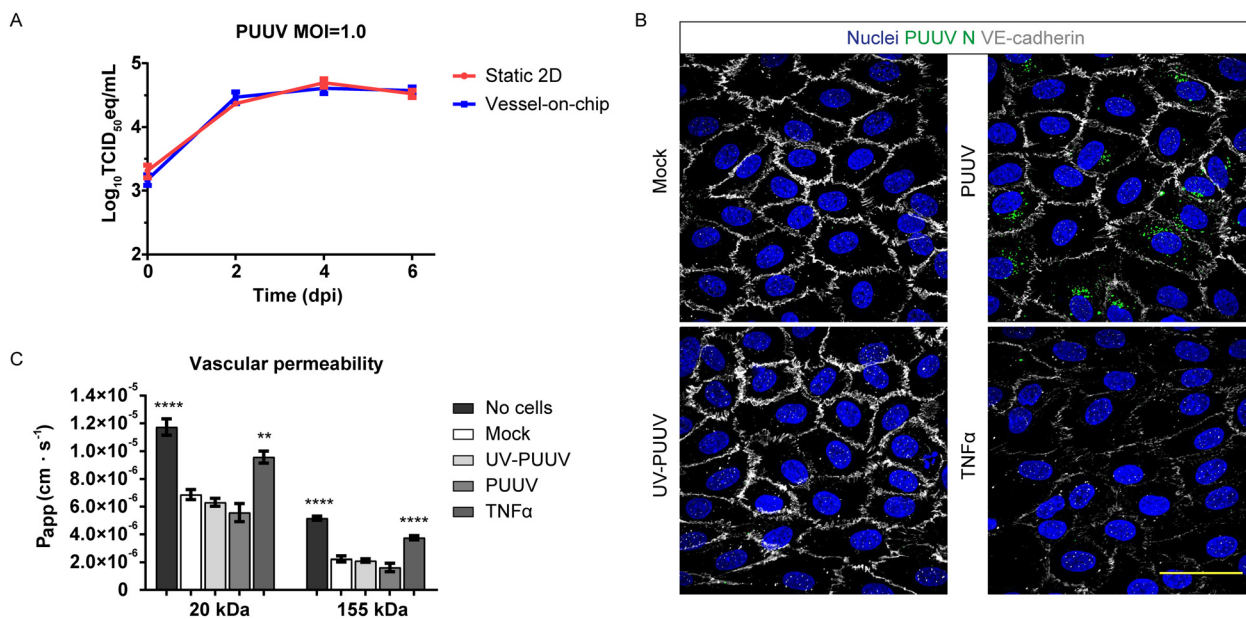 A
PUUV MOI=1.0
Log₁₀TCID₅₀eq/mL
5
4
3
2
0
2
4
6
Time (dpi)
Static 2D
Vessel-on-chip
B
Nuclei PUUV N VE-cadherin
Mock
PUUV
UV-PUUV
TNFα
C
Vascular permeability
Papp (cm · s⁻¹)
1.4×10⁻⁵
1.2×10⁻⁵
1.0×10⁻⁵
8.0×10⁻⁶
6.0×10⁻⁶
4.0×10⁻⁶
2.0×10⁻⁶
0
****
**
****
****
20 kDa
155 kDa
No cells
Mock
UV-PUUV
PUUV
TNFα